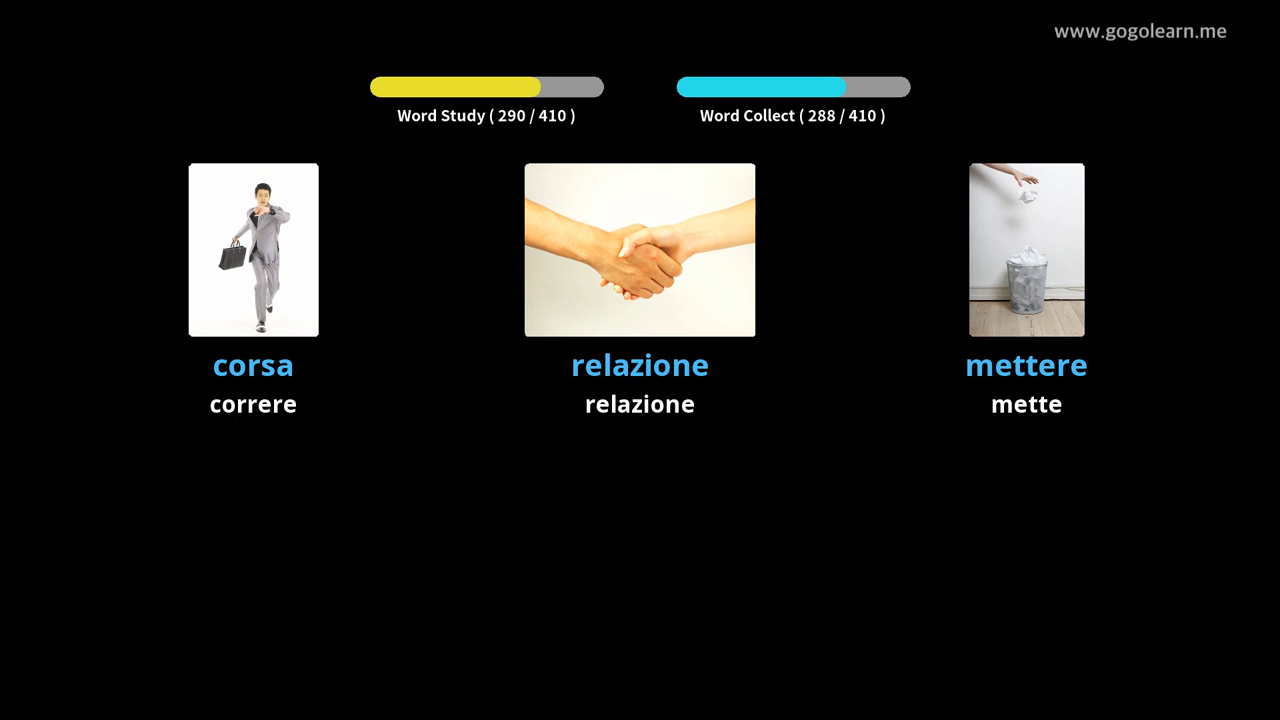 www.gogolearn.me
Word Study ( 290 / 410 )
Word Collect ( 288 / 410 )
corsa
correre
relazione
relazione
mettere
mette